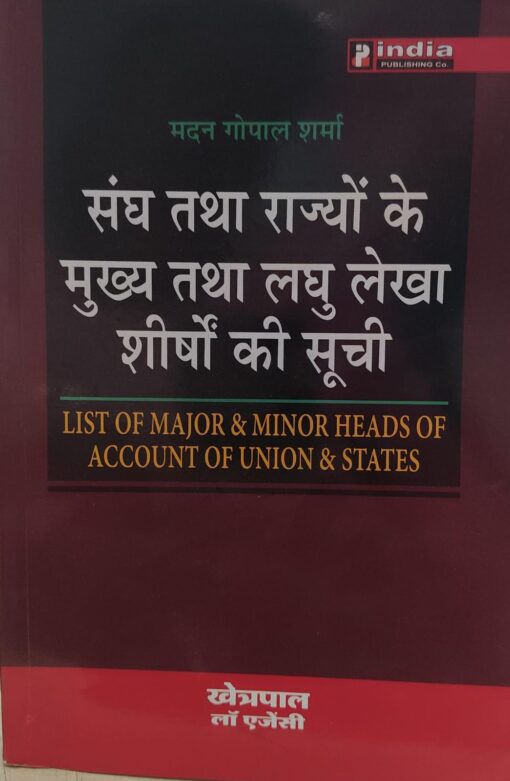 india
PUBLISHING Co.
मदन गोपाल शर्मा
संघ तथा राज्यों के
मुख्य तथा लघु लेखा
शीर्षों की सूची
LIST OF MAJOR & MINOR HEADS OF
ACCOUNT OF UNION & STATES
खेत्रपाल
लॉ एजेंसी